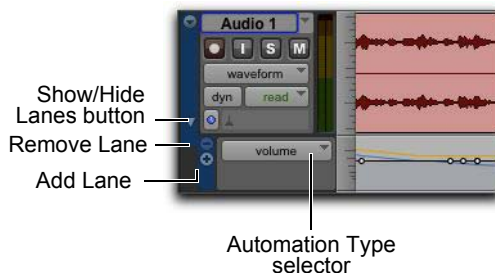 Audio 1
I S M
waveform
dyn read
Show/Hide
Lanes button
Remove Lane
volume
Add Lane
Automation Type
selector